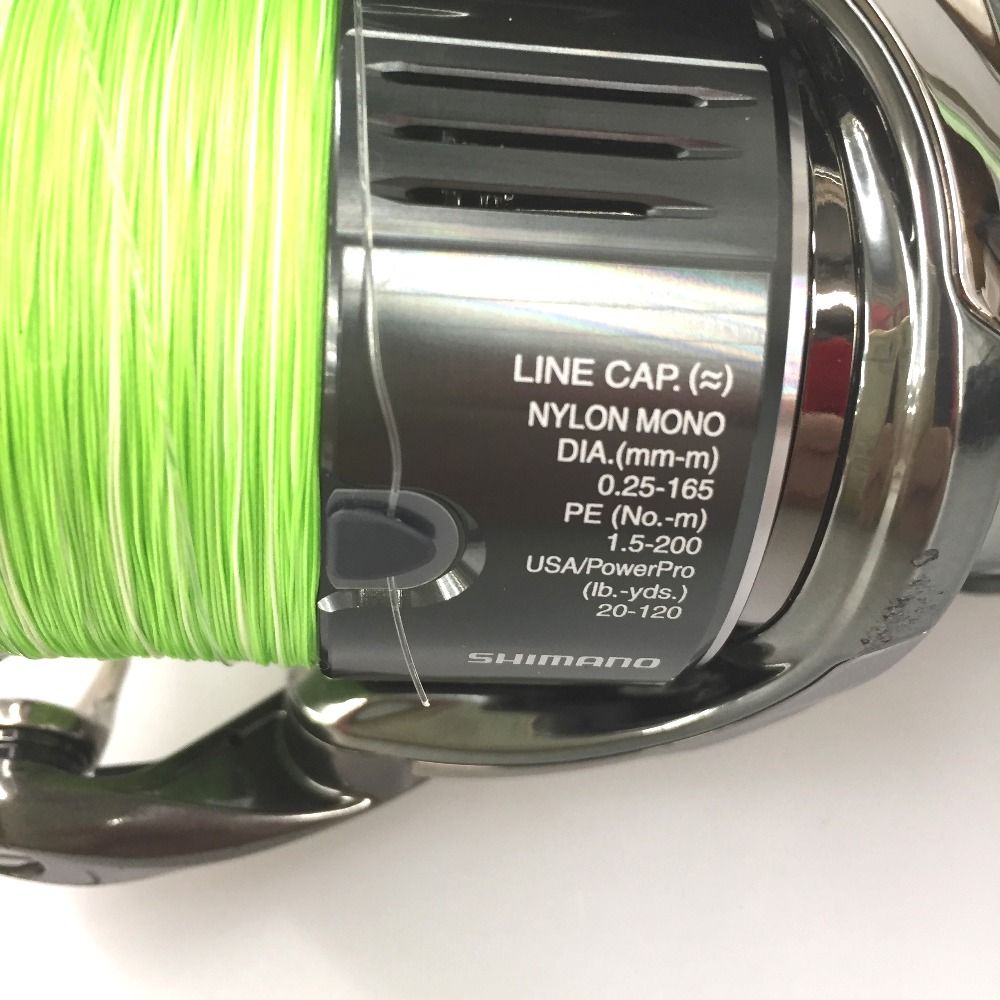 LINE CAP. (≈)
NYLON MONO
DIA.(mm-m)
0.25-165
PE (No.-m)
1.5-200
USA/PowerPro
(lb.-yds.)
20-120
SHIMANO